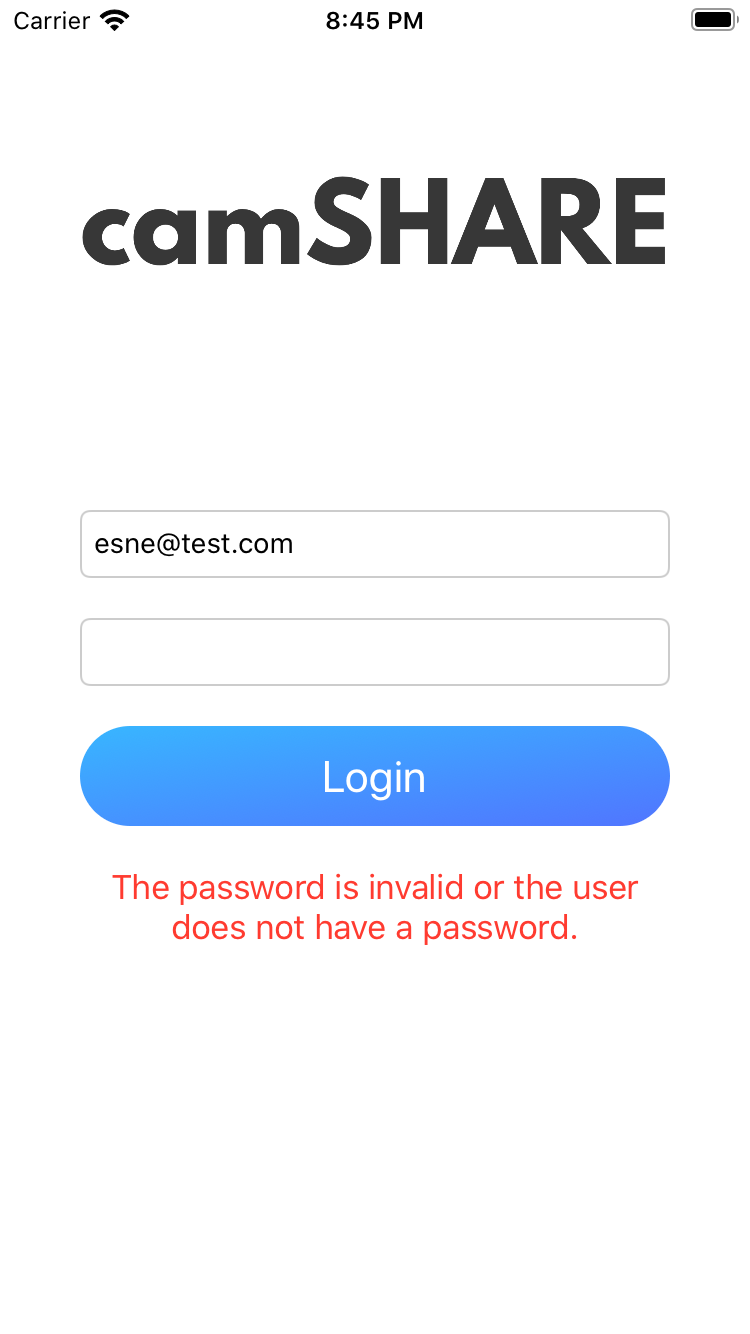 Carrier 8:45 PM
camSHARE
esne@test.com
Login
The password is invalid or the user
does not have a password.